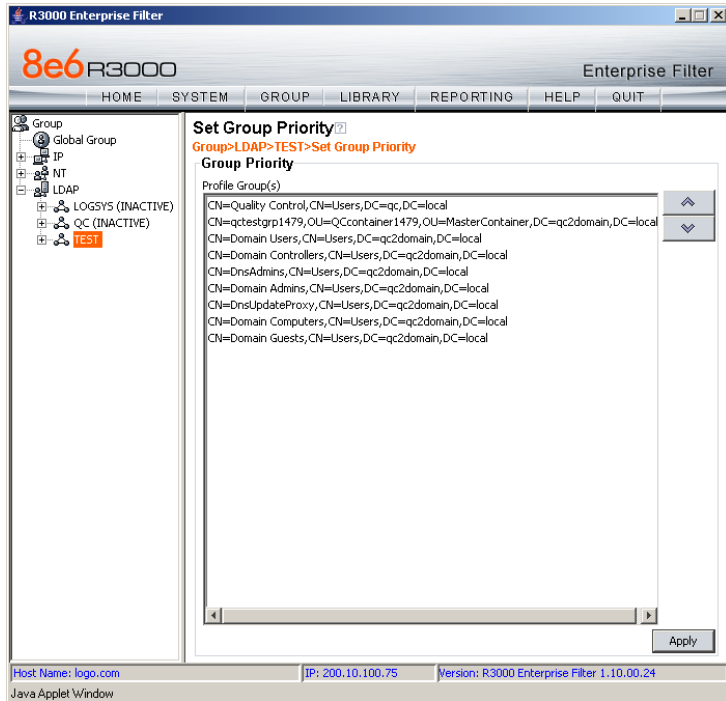 R3000 Enterprise Filter
8e6 R3000
Enterprise Filter
HOME SYSTEM GROUP LIBRARY REPORTING HELP QUIT
Group
Global Group
IP
NT
LDAP
LOGSYS (INACTIVE)
QC (INACTIVE)
TEST
Set Group Priority?
Group>LDAP>TEST>Set Group Priority
Group Priority
Profile Group(s)
CN=Quality Control,CN=Users,DC=qc,DC=local
CN=qctestgrp1479,OU=QCcontainer1479,OU=MasterContainer,DC=qc2domain,DC=local
CN=Domain Users,CN=Users,DC=qc2domain,DC=local
CN=Domain Controllers,CN=Users,DC=qc2domain,DC=local
CN=DnsAdmins,CN=Users,DC=qc2domain,DC=local
CN=Domain Admins,CN=Users,DC=qc2domain,DC=local
CN=DnsUpdateProxy,CN=Users,DC=qc2domain,DC=local
CN=Domain Computers,CN=Users,DC=qc2domain,DC=local
CN=Domain Guests,CN=Users,DC=qc2domain,DC=local
Apply
Host Name: logo.com
IP: 200.10.100.75
Version: R3000 Enterprise Filter 1.10.00.24
Java Applet Window